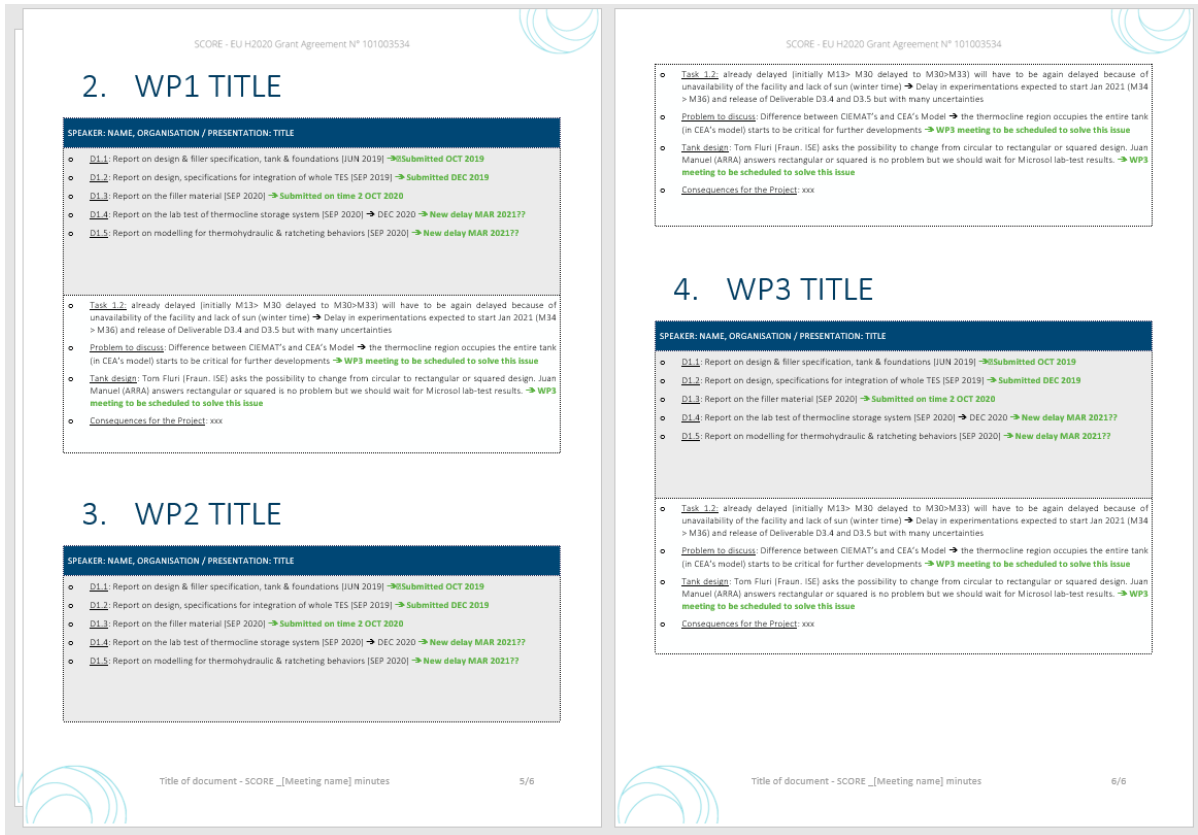 SCORE - EU H2020 Grant Agreement N° 101003534
2. WP1 TITLE
SPEAKER: NAME, ORGANISATION / PRESENTATION: TITLE
o D1.1: Report on design & filler specification, tank & foundations [JUN 2019] ➔Submitted OCT 2019
o D1.2: Report on design, specifications for integration of whole TES [SEP 2019] ➔ Submitted DEC 2019
o D1.3: Report on the filler material [SEP 2020] ➔ Submitted on time 2 OCT 2020
o D1.4: Report on the lab test of thermocline storage system [SEP 2020] ➔ DEC 2020 ➔ New delay MAR 2021??
o D1.5: Report on modelling for thermohydraulic & ratcheting behaviors [SEP 2020] ➔ New delay MAR 2021??
o Task 1.2: already delayed (initially M13> M30 delayed to M30>M33) will have to be again delayed because of
unavailability of the facility and lack of sun (winter time) ➔ Delay in experimentations expected to start Jan 2021 (M34
> M36) and release of Deliverable D3.4 and D3.5 but with many uncertainties
o Problem to discuss: Difference between CIEMAT's and CEA's Model ➔ the thermocline region occupies the entire tank
(in CEA's model) starts to be critical for further developments ➔ WP3 meeting to be scheduled to solve this issue
o Tank design: Tom Fluri (Fraun. ISE) asks the possibility to change from circular to rectangular or squared design. Juan
Manuel (ARRA) answers rectangular or squared is no problem but we should wait for Microsol lab-test results. ➔ WP3
meeting to be scheduled to solve this issue
o Consequences for the Project: xxx
3. WP2 TITLE
SPEAKER: NAME, ORGANISATION / PRESENTATION: TITLE
o D1.1: Report on design & filler specification, tank & foundations [JUN 2019] ➔Submitted OCT 2019
o D1.2: Report on design, specifications for integration of whole TES [SEP 2019] ➔ Submitted DEC 2019
o D1.3: Report on the filler material [SEP 2020] ➔ Submitted on time 2 OCT 2020
o D1.4: Report on the lab test of thermocline storage system [SEP 2020] ➔ DEC 2020 ➔ New delay MAR 2021??
o D1.5: Report on modelling for thermohydraulic & ratcheting behaviors [SEP 2020] ➔ New delay MAR 2021??
Title of document - SCORE _[Meeting name] minutes 5/6
SCORE - EU H2020 Grant Agreement N° 101003534
o Task 1.2: already delayed (initially M13> M30 delayed to M30>M33) will have to be again delayed because of
unavailability of the facility and lack of sun (winter time) ➔ Delay in experimentations expected to start Jan 2021 (M34
> M36) and release of Deliverable D3.4 and D3.5 but with many uncertainties
o Problem to discuss: Difference between CIEMAT's and CEA's Model ➔ the thermocline region occupies the entire tank
(in CEA's model) starts to be critical for further developments ➔ WP3 meeting to be scheduled to solve this issue
o Tank design: Tom Fluri (Fraun. ISE) asks the possibility to change from circular to rectangular or squared design. Juan
Manuel (ARRA) answers rectangular or squared is no problem but we should wait for Microsol lab-test results. ➔ WP3
meeting to be scheduled to solve this issue
o Consequences for the Project: xxx
4. WP3 TITLE
SPEAKER: NAME, ORGANISATION / PRESENTATION: TITLE
o D1.1: Report on design & filler specification, tank & foundations [JUN 2019] ➔Submitted OCT 2019
o D1.2: Report on design, specifications for integration of whole TES [SEP 2019] ➔ Submitted DEC 2019
o D1.3: Report on the filler material [SEP 2020] ➔ Submitted on time 2 OCT 2020
o D1.4: Report on the lab test of thermocline storage system [SEP 2020] ➔ DEC 2020 ➔ New delay MAR 2021??
o D1.5: Report on modelling for thermohydraulic & ratcheting behaviors [SEP 2020] ➔ New delay MAR 2021??
o Task 1.2: already delayed (initially M13> M30 delayed to M30>M33) will have to be again delayed because of
unavailability of the facility and lack of sun (winter time) ➔ Delay in experimentations expected to start Jan 2021 (M34
> M36) and release of Deliverable D3.4 and D3.5 but with many uncertainties
o Problem to discuss: Difference between CIEMAT's and CEA's Model ➔ the thermocline region occupies the entire tank
(in CEA's model) starts to be critical for further developments ➔ WP3 meeting to be scheduled to solve this issue
o Tank design: Tom Fluri (Fraun. ISE) asks the possibility to change from circular to rectangular or squared design. Juan
Manuel (ARRA) answers rectangular or squared is no problem but we should wait for Microsol lab-test results. ➔ WP3
meeting to be scheduled to solve this issue
o Consequences for the Project: xxx
Title of document - SCORE _[Meeting name] minutes 6/6